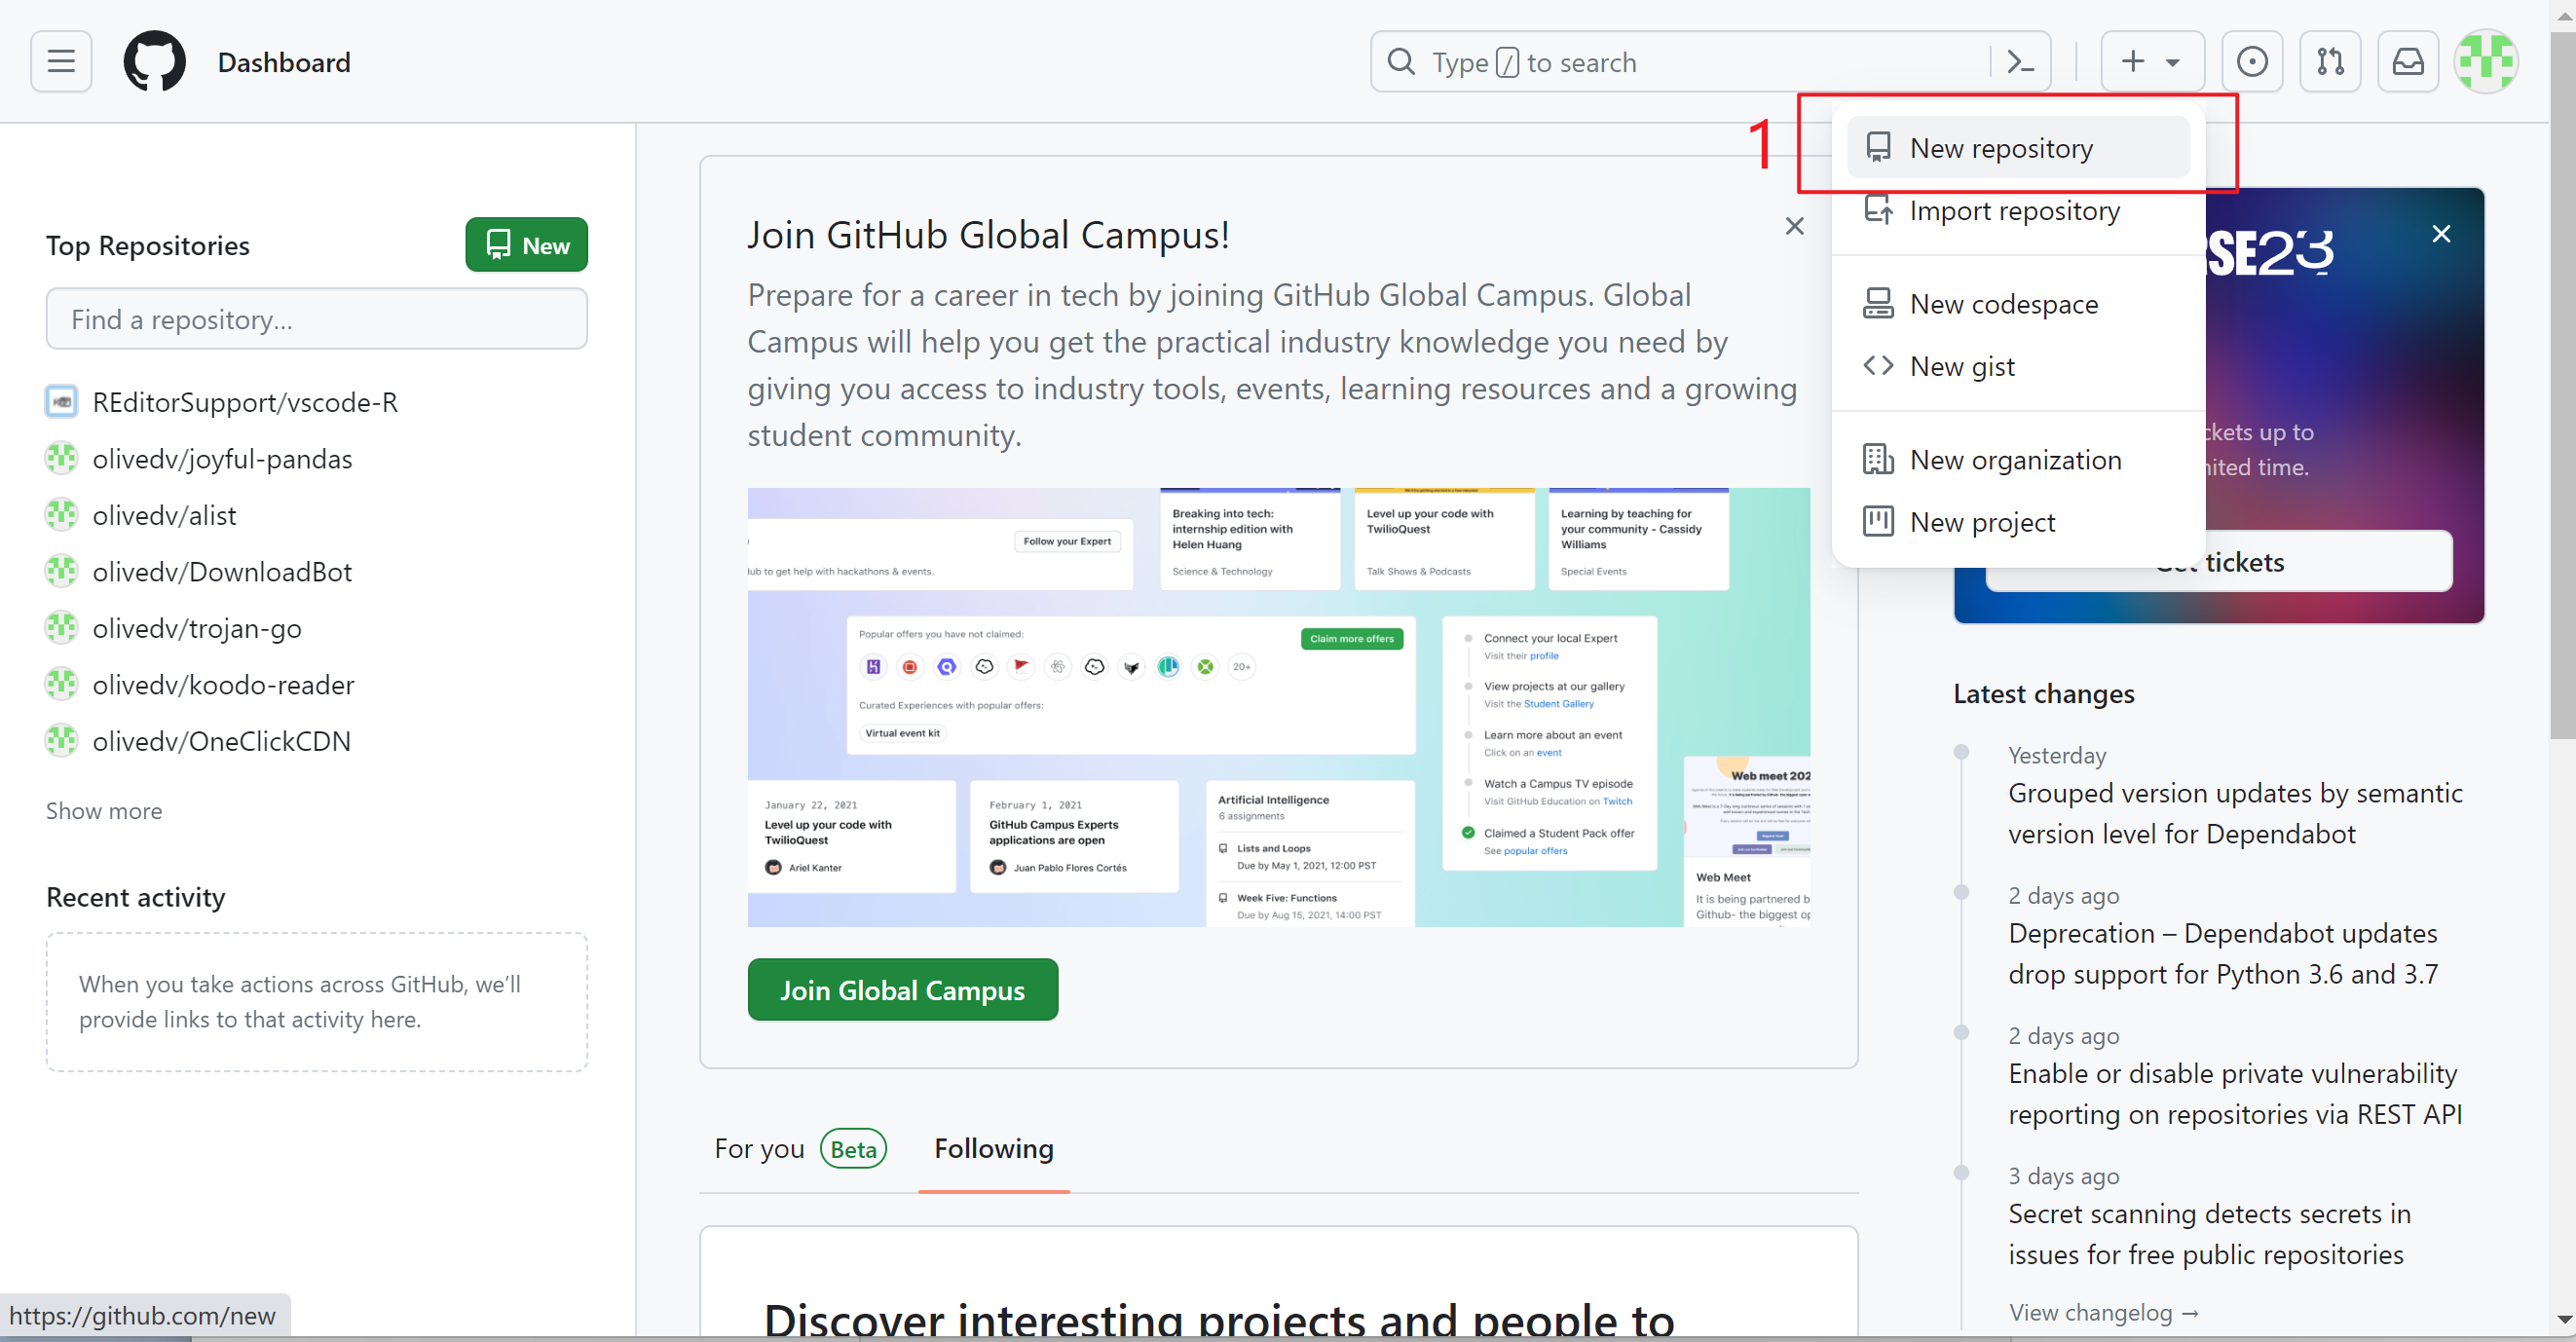 Dashboard
Type / to search
1
New repository
Import repository
New codespace
New gist
New organization
New project
Top Repositories
New
Find a repository…
REditorSupport/vscode-R
olivedv/joyful-pandas
olivedv/alist
olivedv/DownloadBot
olivedv/trojan-go
olivedv/koodo-reader
olivedv/OneClickCDN
Show more
Recent activity
When you take actions across GitHub, we’ll
provide links to that activity here.
Join GitHub Global Campus!
Prepare for a career in tech by joining GitHub Global Campus. Global
Campus will help you get the practical industry knowledge you need by
giving you access to industry tools, events, learning resources and a growing
student community.
Follow your Expert
to get help with hackathons & events.
Breaking into tech:
internship edition with
Helen Huang
Science & Technology
Level up your code with
TwilioQuest
Talk Shows & Podcasts
Learning by teaching for
your community - Cassidy
Williams
Special Events
Popular offers you have not claimed:
Claim more offers
20+
Curated Experiences with popular offers:
Virtual event kit
Connect your local Expert
Visit their profile
View projects at our gallery
Visit the Student Gallery
Learn more about an event
Click on an event
Watch a Campus TV episode
Visit GitHub Education on Twitch
Claimed a Student Pack offer
See popular offers
January 22, 2021
Level up your code with
TwilioQuest
Ariel Kanter
February 1, 2021
GitHub Campus Experts
applications are open
Juan Pablo Flores Cortés
Artificial Intelligence
6 assignments
Lists and Loops
Due by May 1, 2021, 12:00 PST
Week Five: Functions
Due by Aug 15, 2021, 14:00 PST
Web meet 202
Web Meet
It is being partnered b
Github- the biggest op
Join Global Campus
For you Beta Following
Discover interesting projects and people to
SE23
ckets up to
ited time.
tickets
Latest changes
Yesterday
Grouped version updates by semantic
version level for Dependabot
2 days ago
Deprecation – Dependabot updates
drop support for Python 3.6 and 3.7
2 days ago
Enable or disable private vulnerability
reporting on repositories via REST API
3 days ago
Secret scanning detects secrets in
issues for free public repositories
View changelog →
https://github.com/new